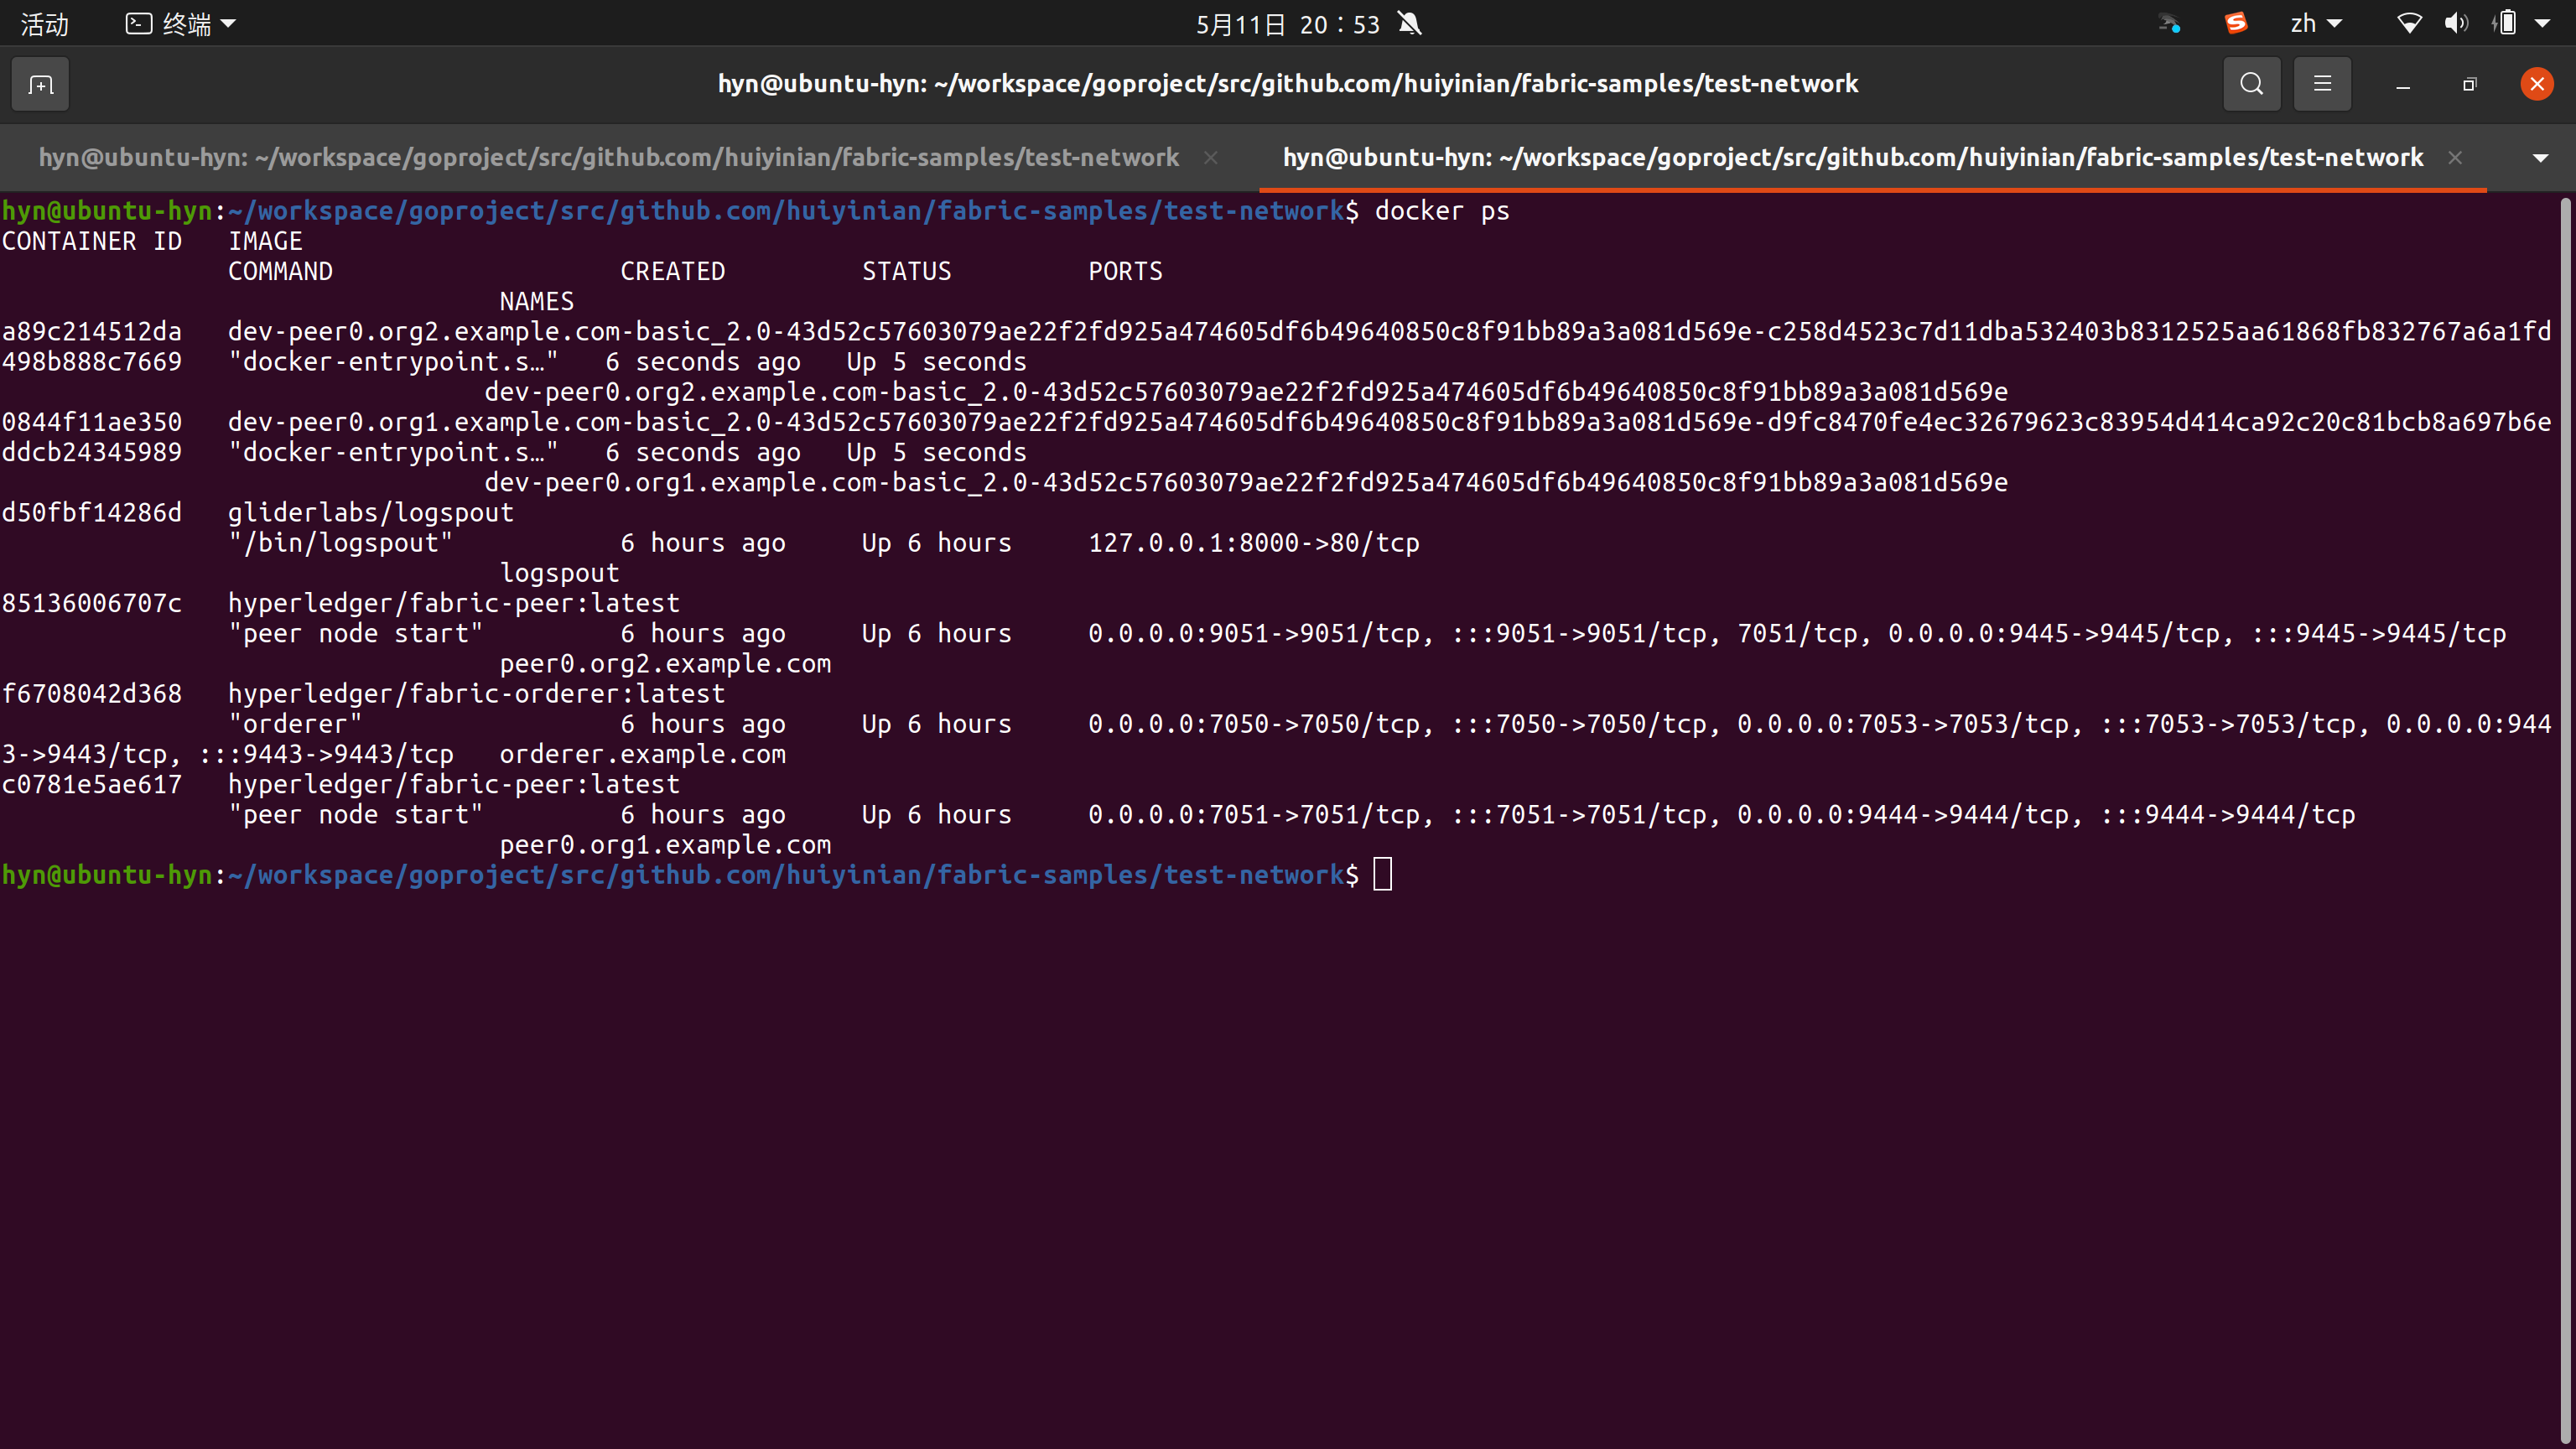 活动 终端 5月11日 20：53 zh
hyn@ubuntu-hyn: ~/workspace/goproject/src/github.com/huiyinian/fabric-samples/test-network
hyn@ubuntu-hyn: ~/workspace/goproject/src/github.com/huiyinian/fabric-samples/test-network × hyn@ubuntu-hyn: ~/workspace/goproject/src/github.com/huiyinian/fabric-samples/test-network ×
hyn@ubuntu-hyn:~/workspace/goproject/src/github.com/huiyinian/fabric-samples/test-network$ docker ps
CONTAINER ID   IMAGE
COMMAND                   CREATED         STATUS         PORTS
NAMES
a89c214512da   dev-peer0.org2.example.com-basic_2.0-43d52c57603079ae22f2fd925a474605df6b49640850c8f91bb89a3a081d569e-c258d4523c7d11dba532403b8312525aa61868fb832767a6a1fd
498b888c7669   "docker-entrypoint.s…"   6 seconds ago   Up 5 seconds
dev-peer0.org2.example.com-basic_2.0-43d52c57603079ae22f2fd925a474605df6b49640850c8f91bb89a3a081d569e
0844f11ae350   dev-peer0.org1.example.com-basic_2.0-43d52c57603079ae22f2fd925a474605df6b49640850c8f91bb89a3a081d569e-d9fc8470fe4ec32679623c83954d414ca92c20c81bcb8a697b6e
ddcb24345989   "docker-entrypoint.s…"   6 seconds ago   Up 5 seconds
dev-peer0.org1.example.com-basic_2.0-43d52c57603079ae22f2fd925a474605df6b49640850c8f91bb89a3a081d569e
d50fbf14286d   gliderlabs/logspout
"/bin/logspout"           6 hours ago     Up 6 hours     127.0.0.1:8000->80/tcp
logspout
85136006707c   hyperledger/fabric-peer:latest
"peer node start"         6 hours ago     Up 6 hours     0.0.0.0:9051->9051/tcp, :::9051->9051/tcp, 7051/tcp, 0.0.0.0:9445->9445/tcp, :::9445->9445/tcp
peer0.org2.example.com
f6708042d368   hyperledger/fabric-orderer:latest
"orderer"                 6 hours ago     Up 6 hours     0.0.0.0:7050->7050/tcp, :::7050->7050/tcp, 0.0.0.0:7053->7053/tcp, :::7053->7053/tcp, 0.0.0.0:944
3->9443/tcp, :::9443->9443/tcp   orderer.example.com
c0781e5ae617   hyperledger/fabric-peer:latest
"peer node start"         6 hours ago     Up 6 hours     0.0.0.0:7051->7051/tcp, :::7051->7051/tcp, 0.0.0.0:9444->9444/tcp, :::9444->9444/tcp
peer0.org1.example.com
hyn@ubuntu-hyn:~/workspace/goproject/src/github.com/huiyinian/fabric-samples/test-network$